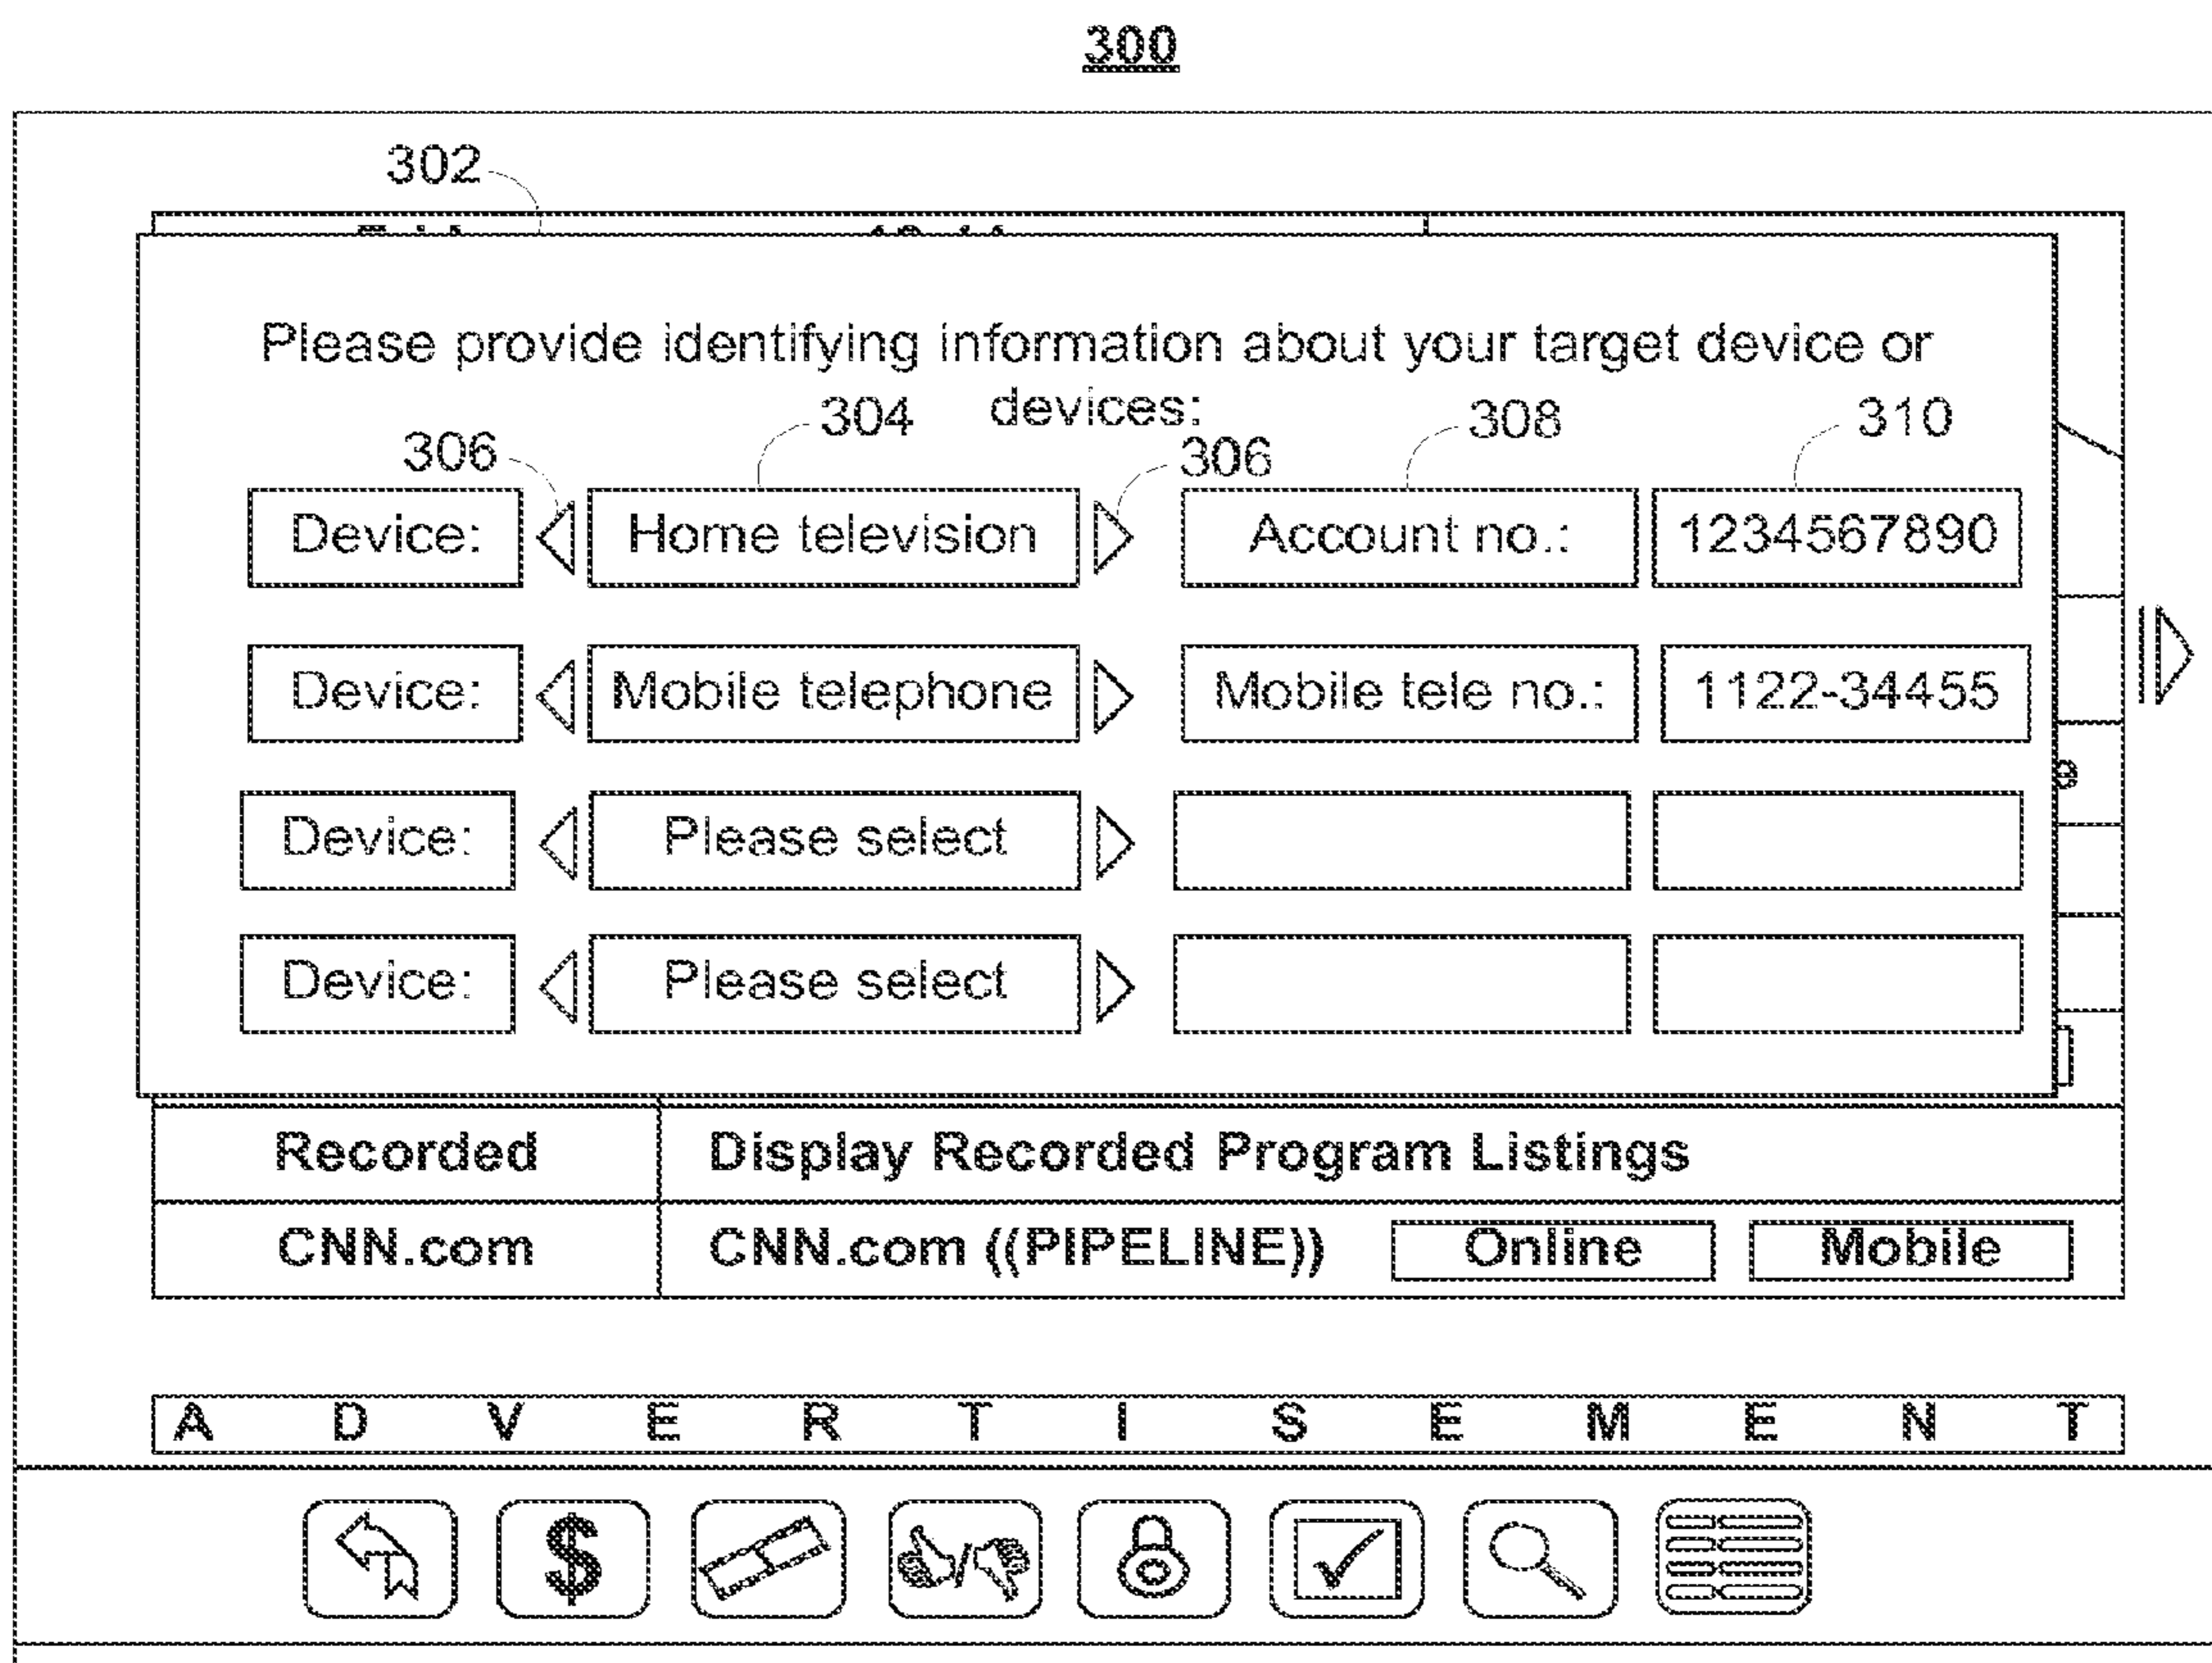 300
302
Please provide identifying information about your target device or
devices:
306 304 306 308 310
Device: Home television Account no.: 1234567890
Device: Mobile telephone Mobile tele no.: 1122-34455
Device: Please select
Device: Please select
Recorded Display Recorded Program Listings
CNN.com CNN.com ((PIPELINE)) Online Mobile
A D V E R T I S E M E N T
$